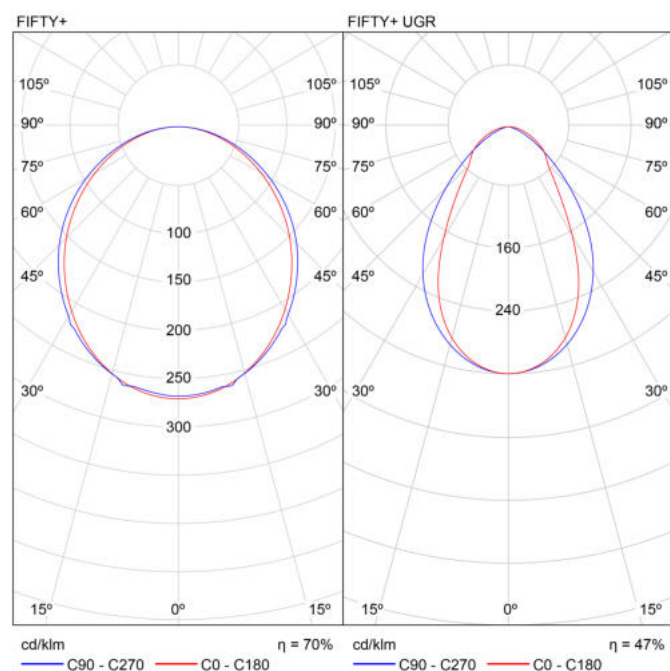 FIFTY+
105º 105º
90º 90º
75º 75º
60º 60º
45º 45º
30º 30º
15º 0º 15º
100
150
200
250
300
cd/klm η = 70%
C90 - C270 C0 - C180
FIFTY+ UGR
105º 105º
90º 90º
75º 75º
60º 60º
45º 45º
30º 30º
15º 0º 15º
160
240
cd/klm η = 47%
C90 - C270 C0 - C180